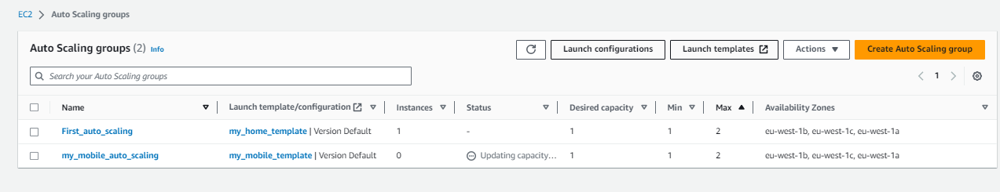 EC2 > Auto Scaling groups
Auto Scaling groups (2) Info
Launch configurations Launch templates Actions Create Auto Scaling group
Search your Auto Scaling groups
1
Name Launch template/configuration Instances Status Desired capacity Min Max Availability Zones
First_auto_scaling my_home_template | Version Default 1 - 1 1 2 eu-west-1b, eu-west-1c, eu-west-1a
my_mobile_auto_scaling my_mobile_template | Version Default 0 Updating capacity... 1 1 2 eu-west-1b, eu-west-1c, eu-west-1a